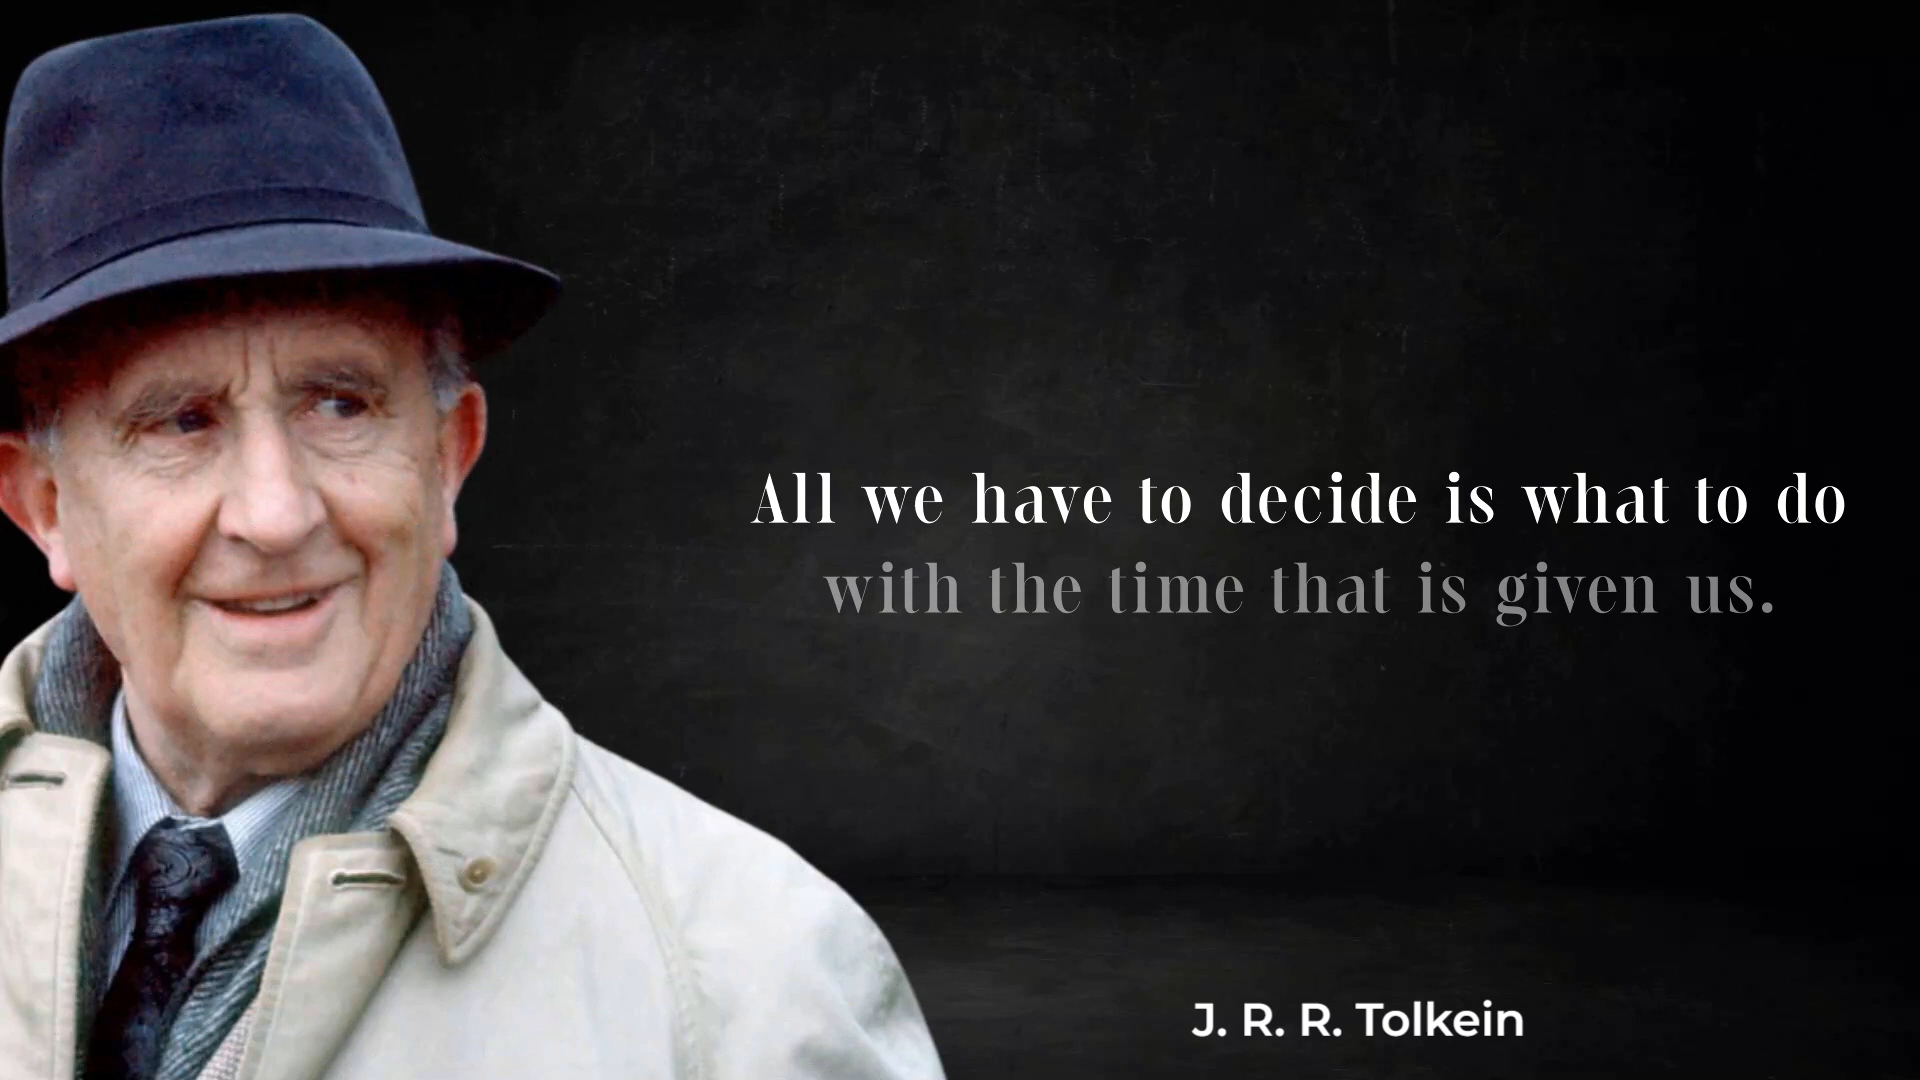 All we have to decide is what to do
with the time that is given us.
J. R. R. Tolkein